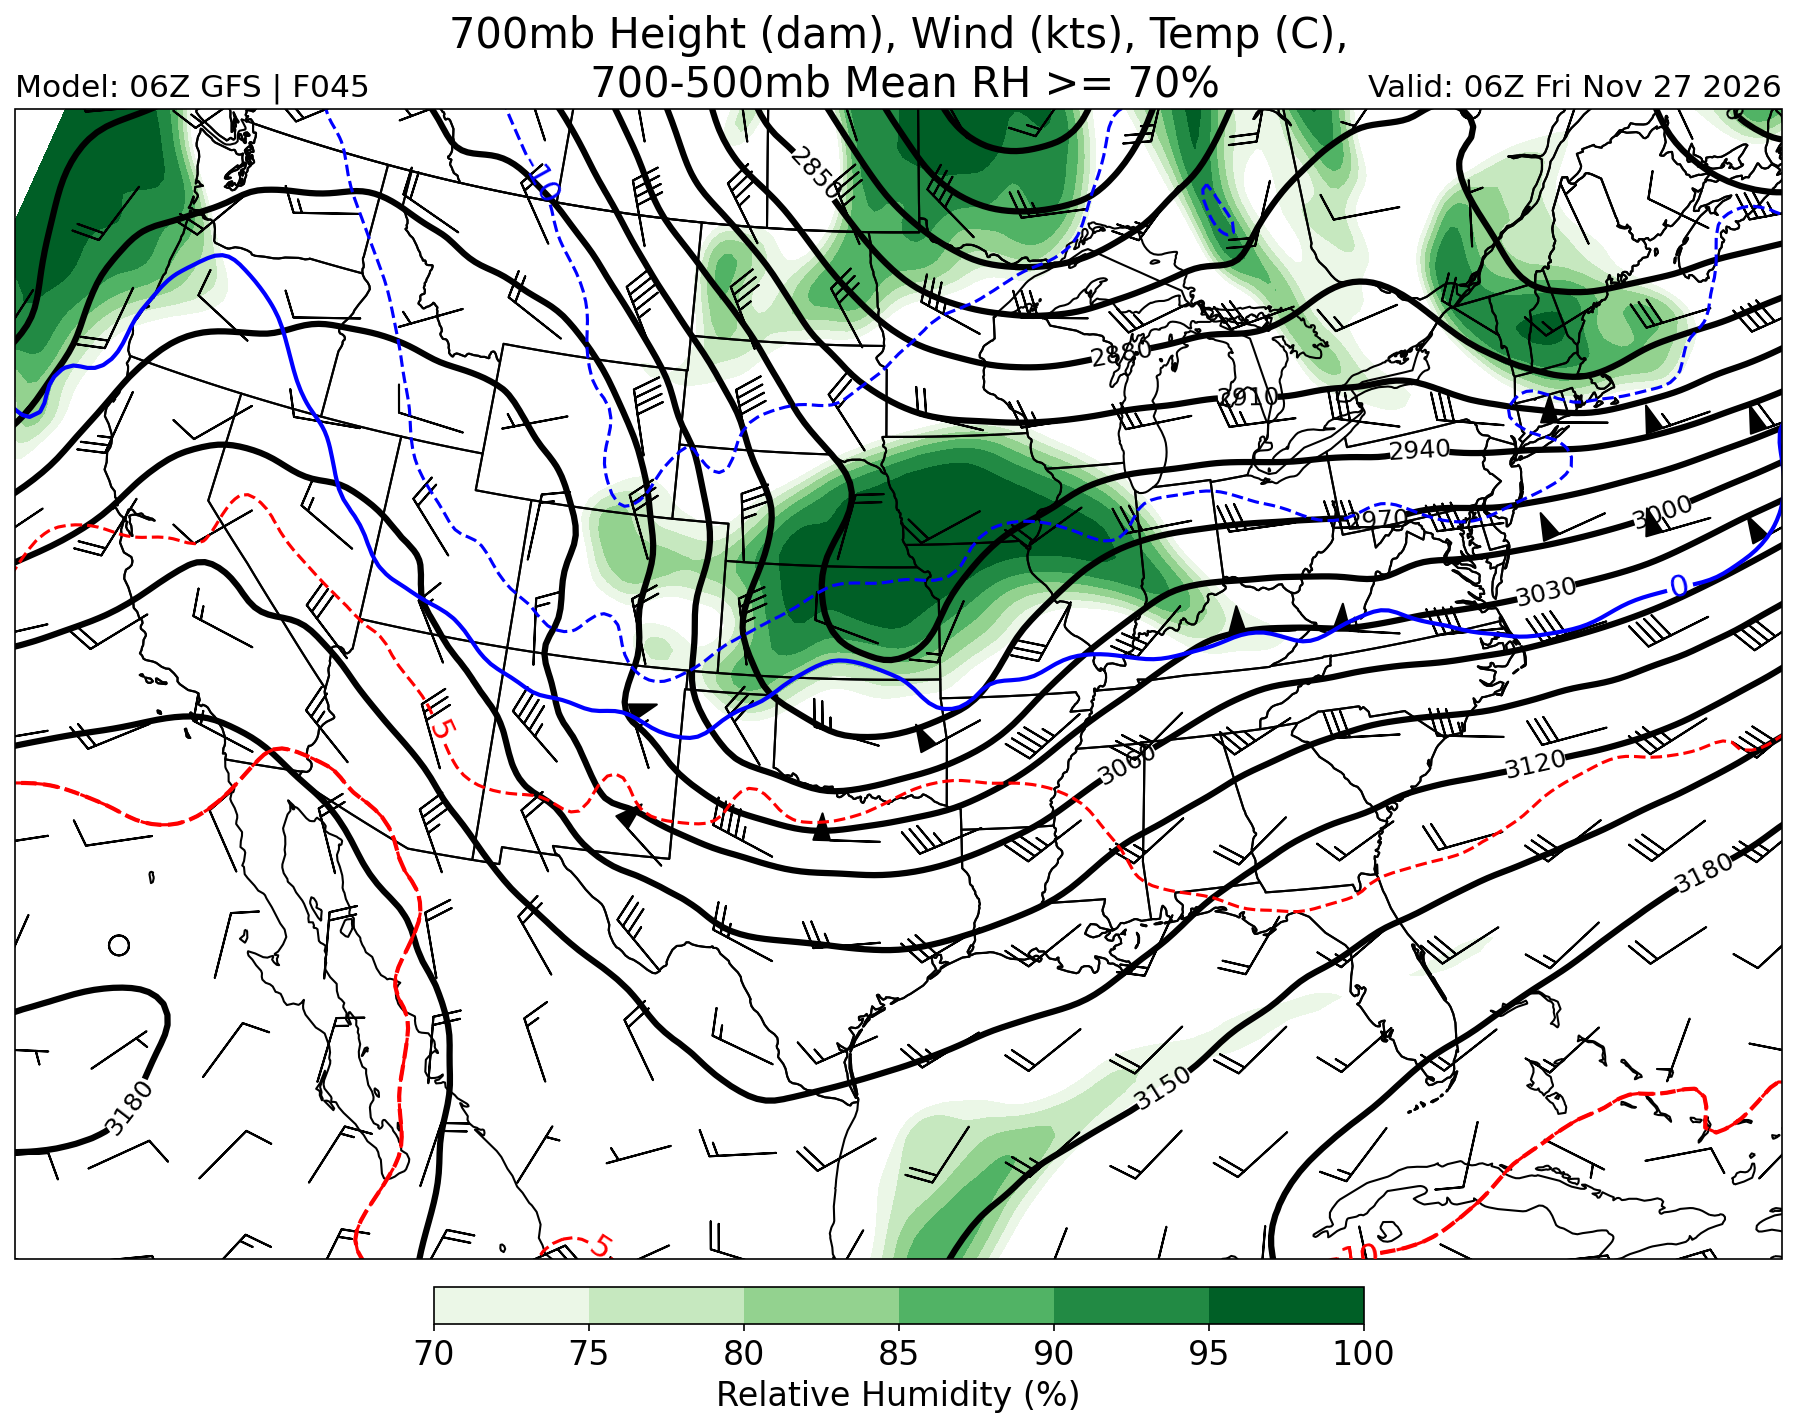 700mb Height (dam), Wind (kts), Temp (C),
700-500mb Mean RH >= 70%
Model: 06Z GFS | F045
Valid: 06Z Fri Nov 27 2026
2850
2880
2910
2940
2970
3000
3030
3060
3120
3150
3180
3180
0
5
5
10
70 75 80 85 90 95 100
Relative Humidity (%)